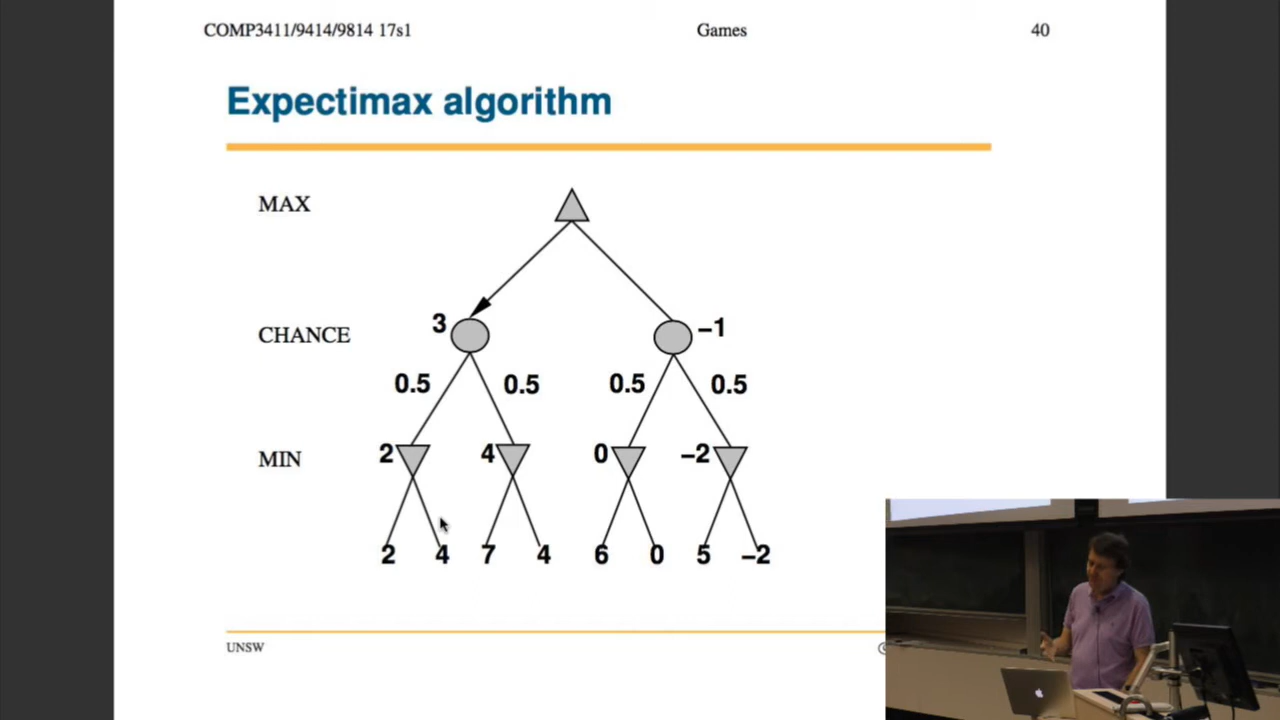 COMP3411/9414/9814 17s1 Games 40
Expectimax algorithm
MAX
CHANCE 3 −1
0.5 0.5 0.5 0.5
MIN 2 4 0 −2
2 4 7 4 6 0 5 −2
UNSW ©